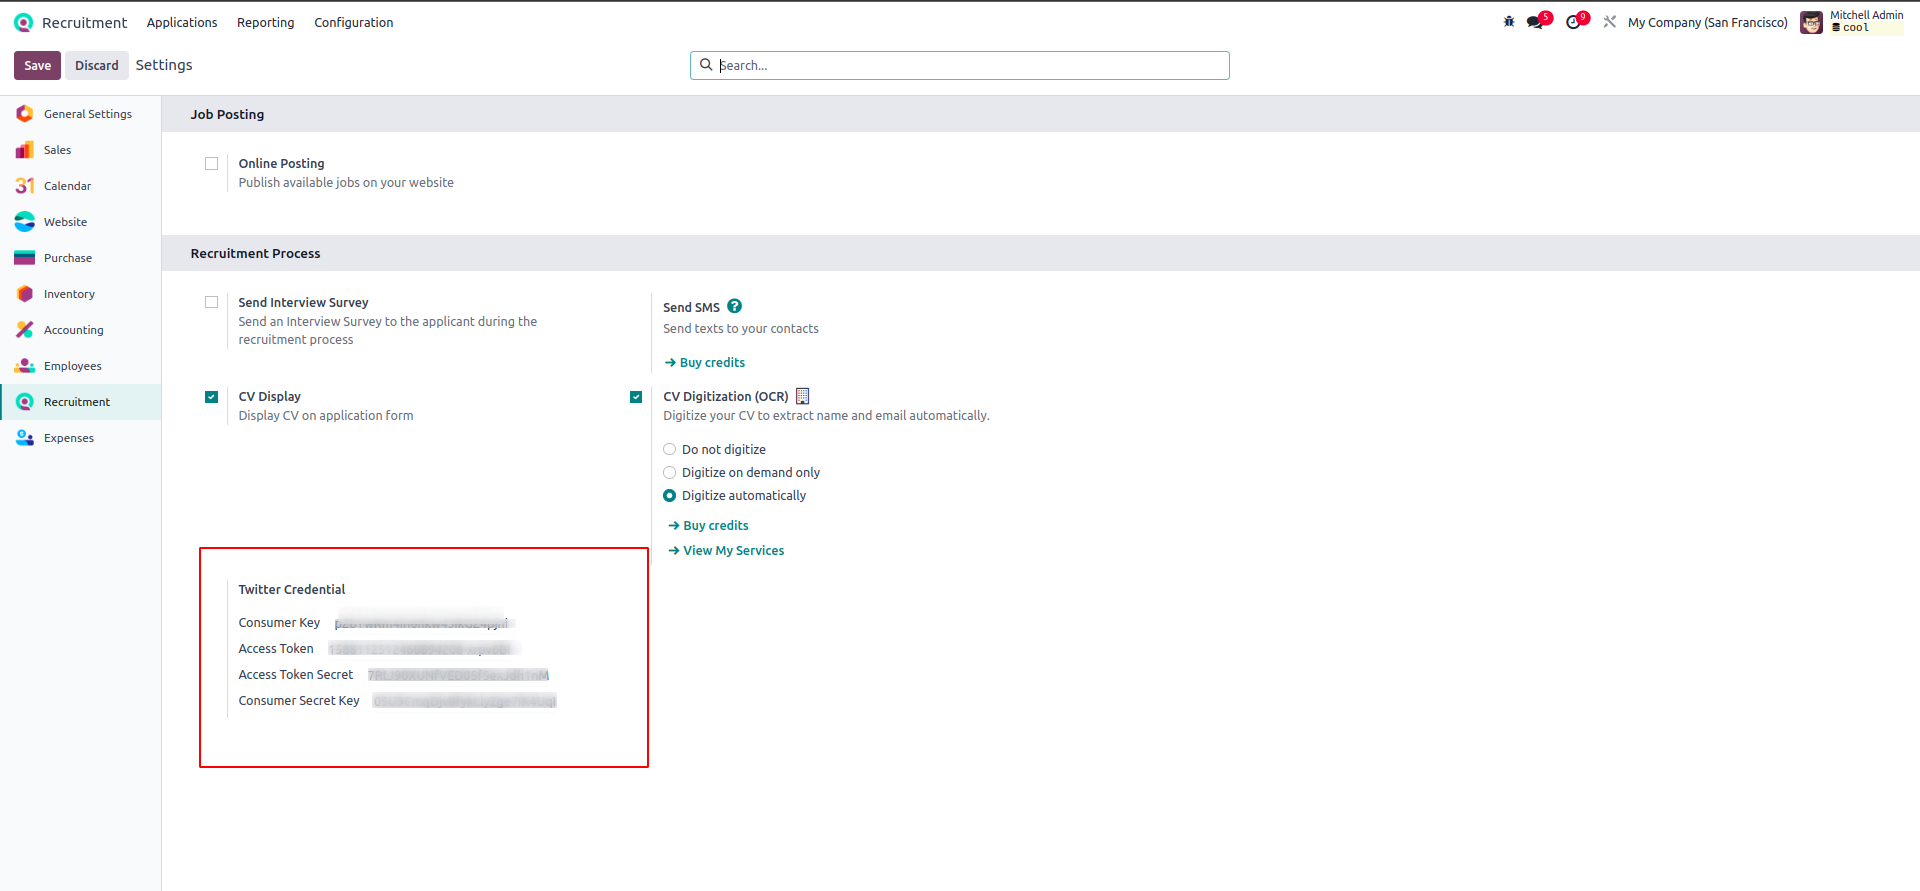 Recruitment Applications Reporting Configuration 5 9 My Company (San Francisco) Mitchell Admin
cool
Save Discard Settings Search...
General Settings
Sales
31 Calendar
Website
Purchase
Inventory
Accounting
Employees
Recruitment
Expenses
Job Posting
Online Posting
Publish available jobs on your website
Recruitment Process
Send Interview Survey
Send an Interview Survey to the applicant during the
recruitment process
Send SMS ?
Send texts to your contacts
Buy credits
CV Display
Display CV on application form
CV Digitization (OCR)
Digitize your CV to extract name and email automatically.
Do not digitize
Digitize on demand only
Digitize automatically
Buy credits
View My Services
Twitter Credential
Consumer Key
Access Token
Access Token Secret
Consumer Secret Key